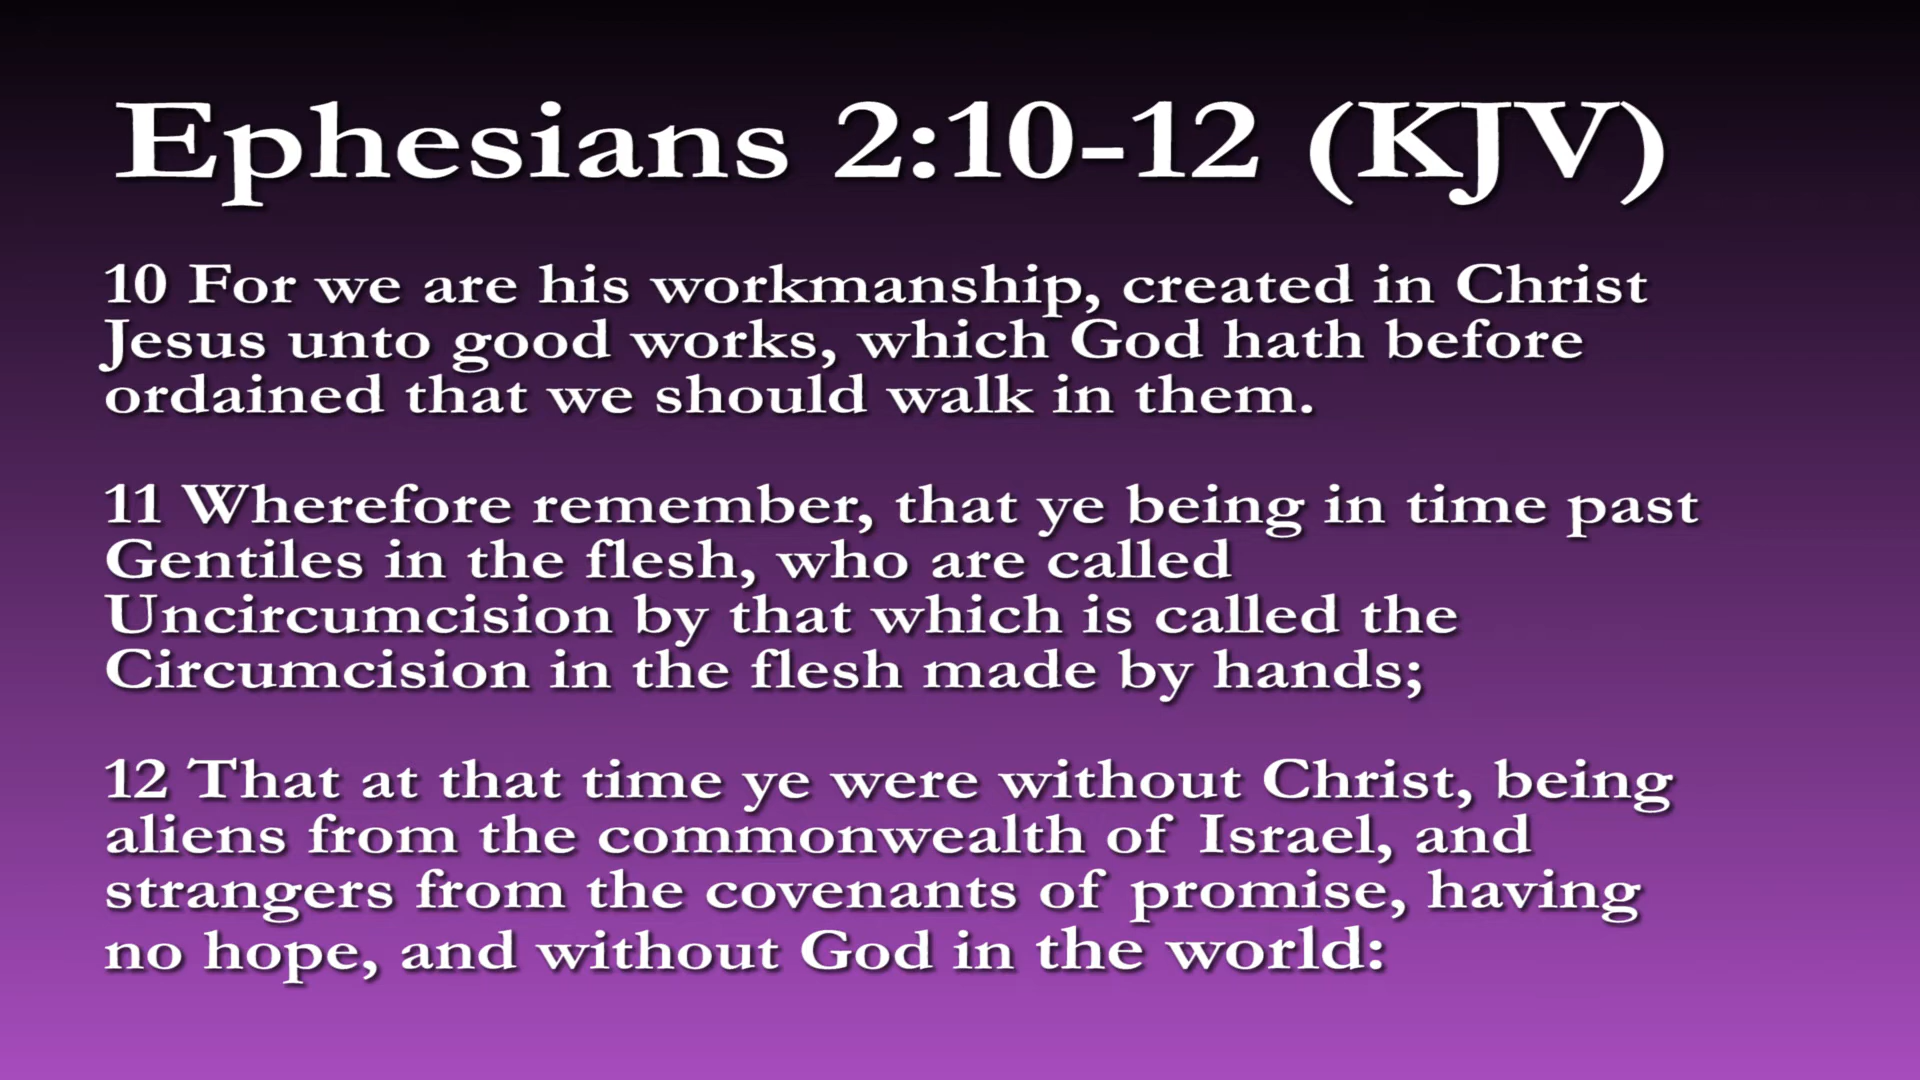 Ephesians 2:10-12 (KJV)
10 For we are his workmanship, created in Christ
Jesus unto good works, which God hath before
ordained that we should walk in them.
11 Wherefore remember, that ye being in time past
Gentiles in the flesh, who are called
Uncircumcision by that which is called the
Circumcision in the flesh made by hands;
12 That at that time ye were without Christ, being
aliens from the commonwealth of Israel, and
strangers from the covenants of promise, having
no hope, and without God in the world: